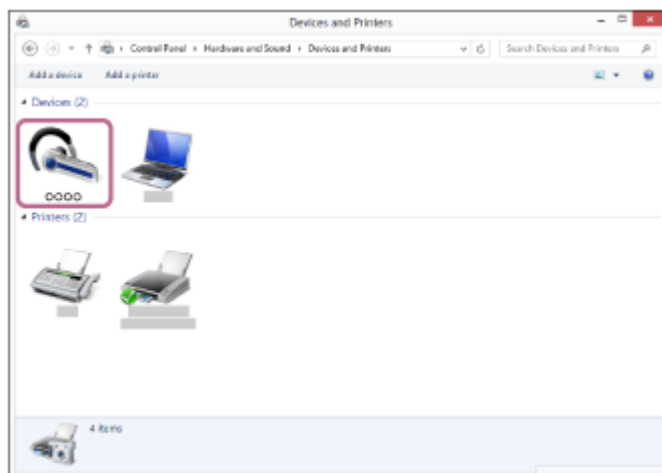 Devices and Printers
Control Panel ▸ Hardware and Sound ▸ Devices and Printers
Search Devices and Printers
Add a device Add a printer
Devices (2)
oooo
Printers (2)
4 items